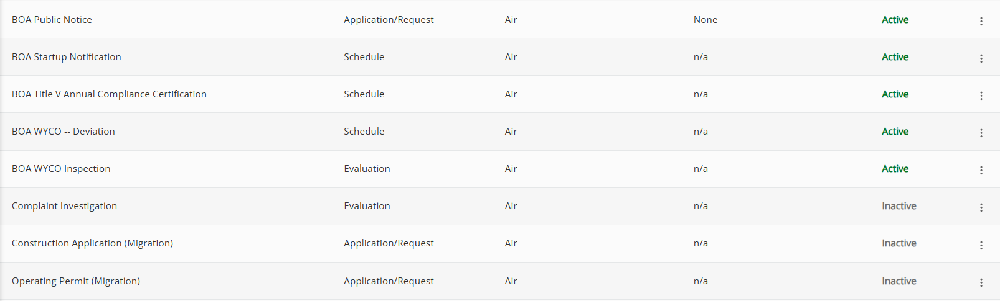 BOA Public Notice Application/Request Air None Active
BOA Startup Notification Schedule Air n/a Active
BOA Title V Annual Compliance Certification Schedule Air n/a Active
BOA WYCO -- Deviation Schedule Air n/a Active
BOA WYCO Inspection Evaluation Air n/a Active
Complaint Investigation Evaluation Air n/a Inactive
Construction Application (Migration) Application/Request Air n/a Inactive
Operating Permit (Migration) Application/Request Air n/a Inactive